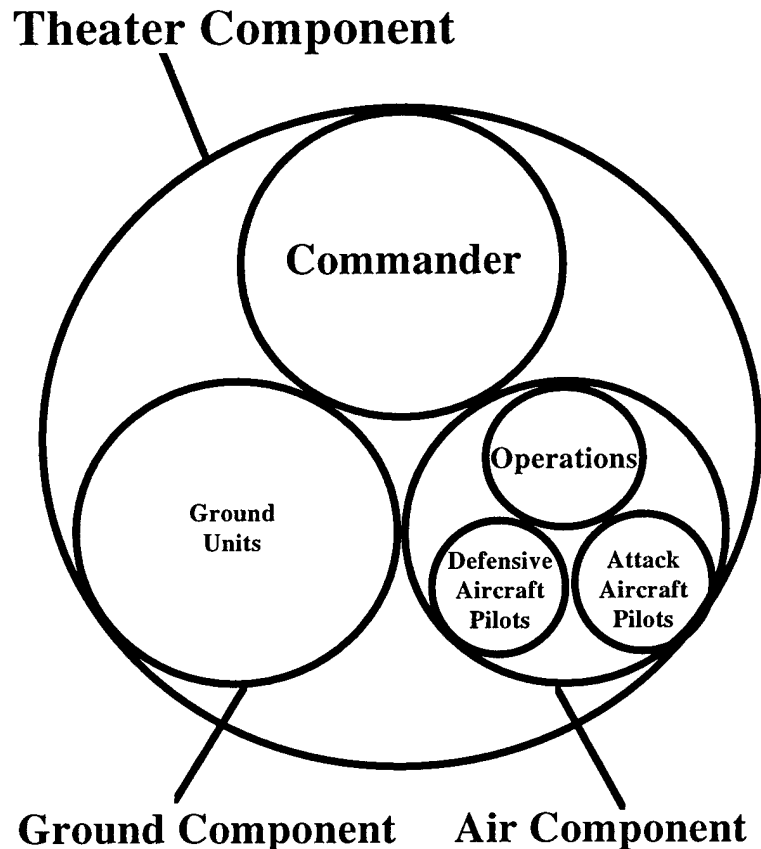 Theater Component
Commander
Operations
Ground
Units
Defensive
Aircraft
Pilots
Attack
Aircraft
Pilots
Ground Component
Air Component